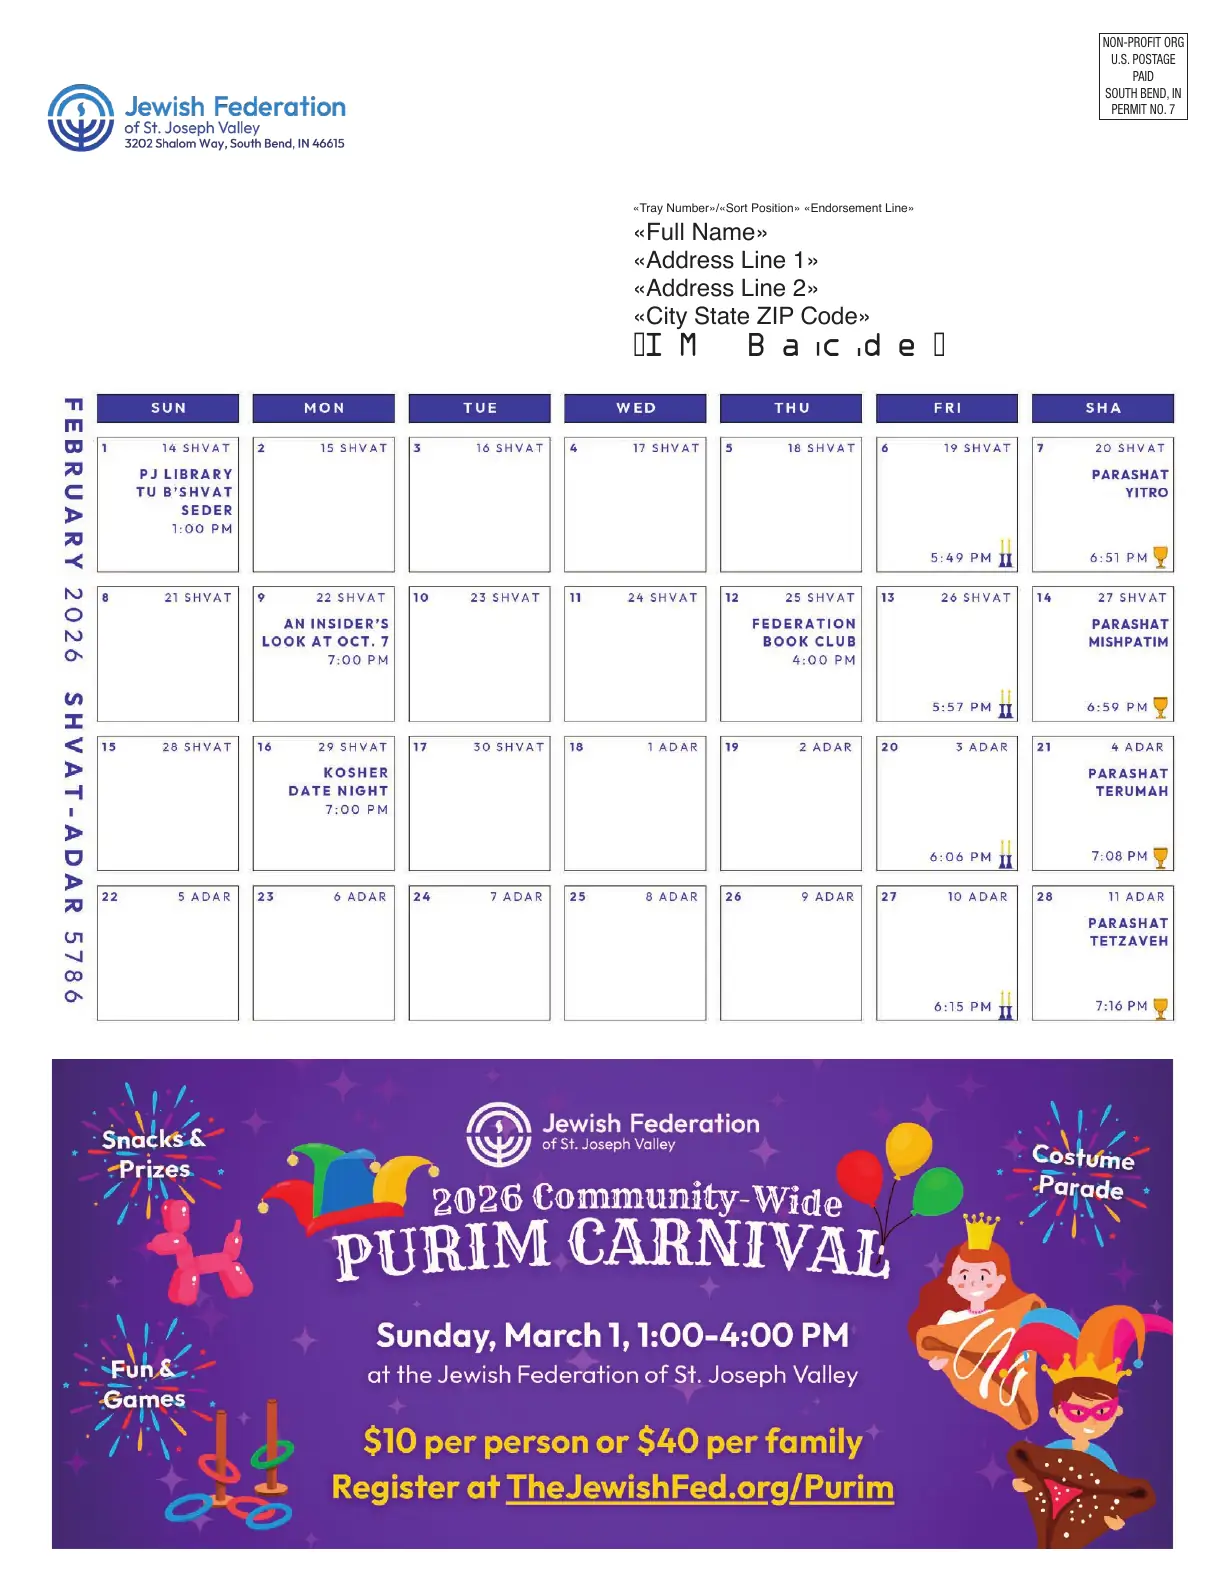 NON-PROFIT ORG
U.S. POSTAGE
PAID
SOUTH BEND, IN
PERMIT NO. 7
Jewish Federation
of St. Joseph Valley
3202 Shalom Way, South Bend, IN 46615
«Tray Number»/«Sort Position» «Endorsement Line»
«Full Name»
«Address Line 1»
«Address Line 2»
«City State ZIP Code»
IM Barcode
FEBRUARY 2026 SHVAT-ADAR 5786
SUN MON TUE WED THU FRI SHA
1 14 SHVAT
PJ LIBRARY
TU B'SHVAT
SEDER
1:00 PM
2 15 SHVAT
3 16 SHVAT
4 17 SHVAT
5 18 SHVAT
6 19 SHVAT
5:49 PM
7 20 SHVAT
PARASHAT
YITRO
6:51 PM
8 21 SHVAT
9 22 SHVAT
AN INSIDER'S
LOOK AT OCT. 7
7:00 PM
10 23 SHVAT
11 24 SHVAT
12 25 SHVAT
FEDERATION
BOOK CLUB
4:00 PM
13 26 SHVAT
5:57 PM
14 27 SHVAT
PARASHAT
MISHPATIM
6:59 PM
15 28 SHVAT
16 29 SHVAT
KOSHER
DATE NIGHT
7:00 PM
17 30 SHVAT
18 1 ADAR
19 2 ADAR
20 3 ADAR
6:06 PM
21 4 ADAR
PARASHAT
TERUMAH
7:08 PM
22 5 ADAR
23 6 ADAR
24 7 ADAR
25 8 ADAR
26 9 ADAR
27 10 ADAR
6:15 PM
28 11 ADAR
PARASHAT
TETZAVEH
7:16 PM
Snacks &
Prizes
Jewish Federation
of St. Joseph Valley
Costume
Parade
2026 Community-Wide
PURIM CARNIVAL
Sunday, March 1, 1:00-4:00 PM
at the Jewish Federation of St. Joseph Valley
Fun &
Games
$10 per person or $40 per family
Register at TheJewishFed.org/Purim